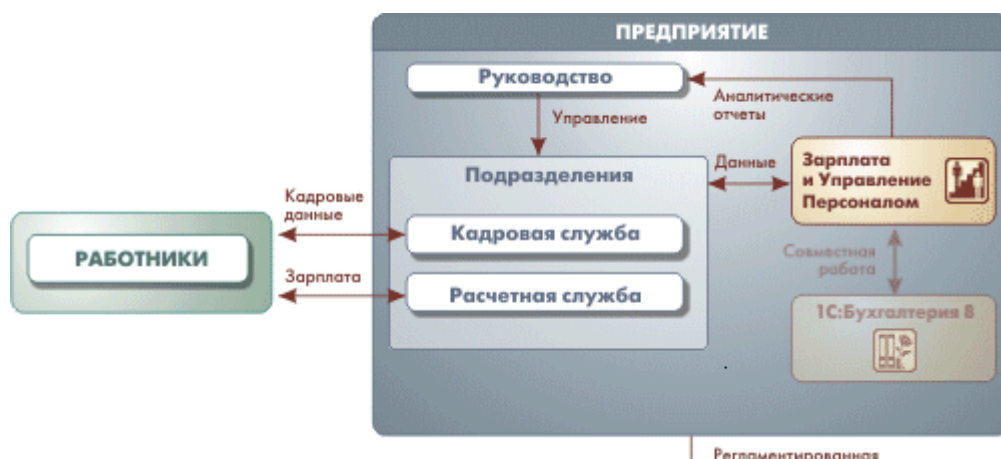 ПРЕДПРИЯТИЕ
Руководство
Аналитические
отчеты
Управление
Подразделения
Данные
Зарплата
и Управление
Персоналом
Кадровые
данные
Кадровая служба
РАБОТНИКИ
Зарплата
Расчетная служба
Совместная
работа
1С:Бухгалтерия 8
Регламентированная